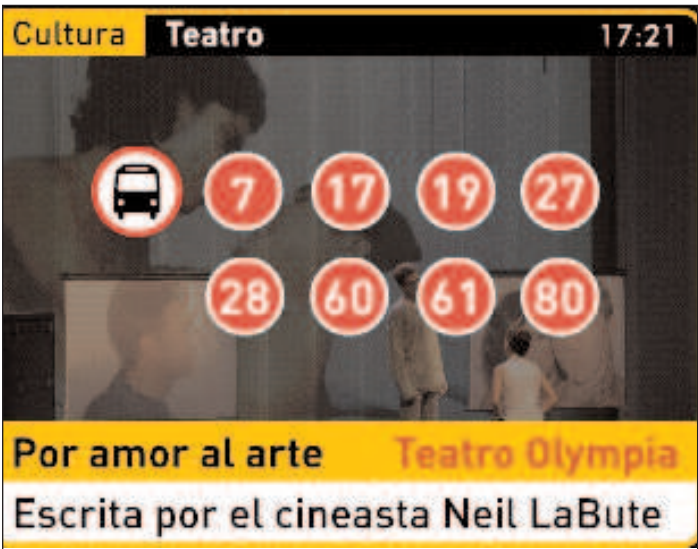 Cultura Teatro 17:21
7 17 19 27
28 60 61 80
Por amor al arte Teatro Olympia
Escrita por el cineasta Neil LaBute